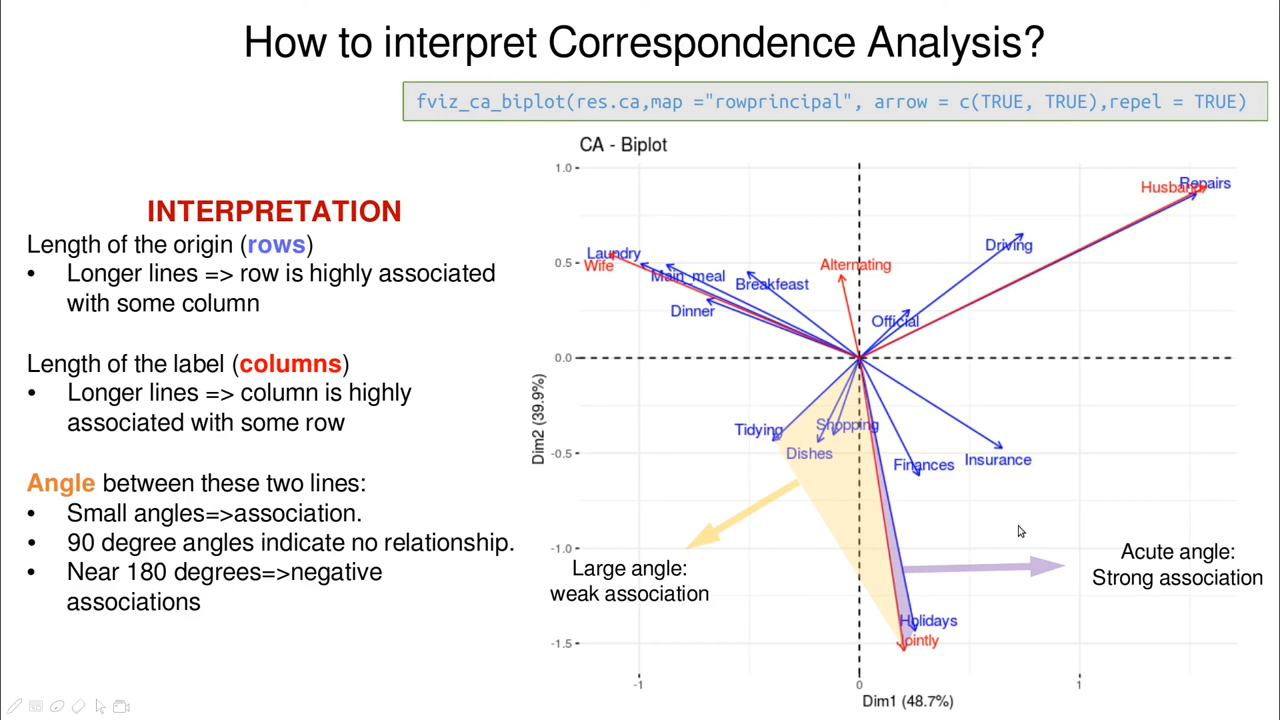 How to interpret Correspondence Analysis?
fviz_ca_biplot(res.ca,map ="rowprincipal", arrow = c(TRUE, TRUE),repel = TRUE)
CA - Biplot
INTERPRETATION
Length of the origin (rows)
• Longer lines => row is highly associated
with some column
Length of the label (columns)
• Longer lines => column is highly
associated with some row
Angle between these two lines:
• Small angles=>association.
• 90 degree angles indicate no relationship.
• Near 180 degrees=>negative
associations
1.0
0.5
0.0
-0.5
-1.0
-1.5
Dim2 (39.9%)
Repairs
Husband
Driving
Laundry
Wife
Main_meal
Alternating
Breakfeast
Dinner
Official
Tidying
Shopping
Dishes
Finances
Insurance
Large angle:
weak association
Acute angle:
Strong association
Holidays
ointly
-1
0
1
Dim1 (48.7%)